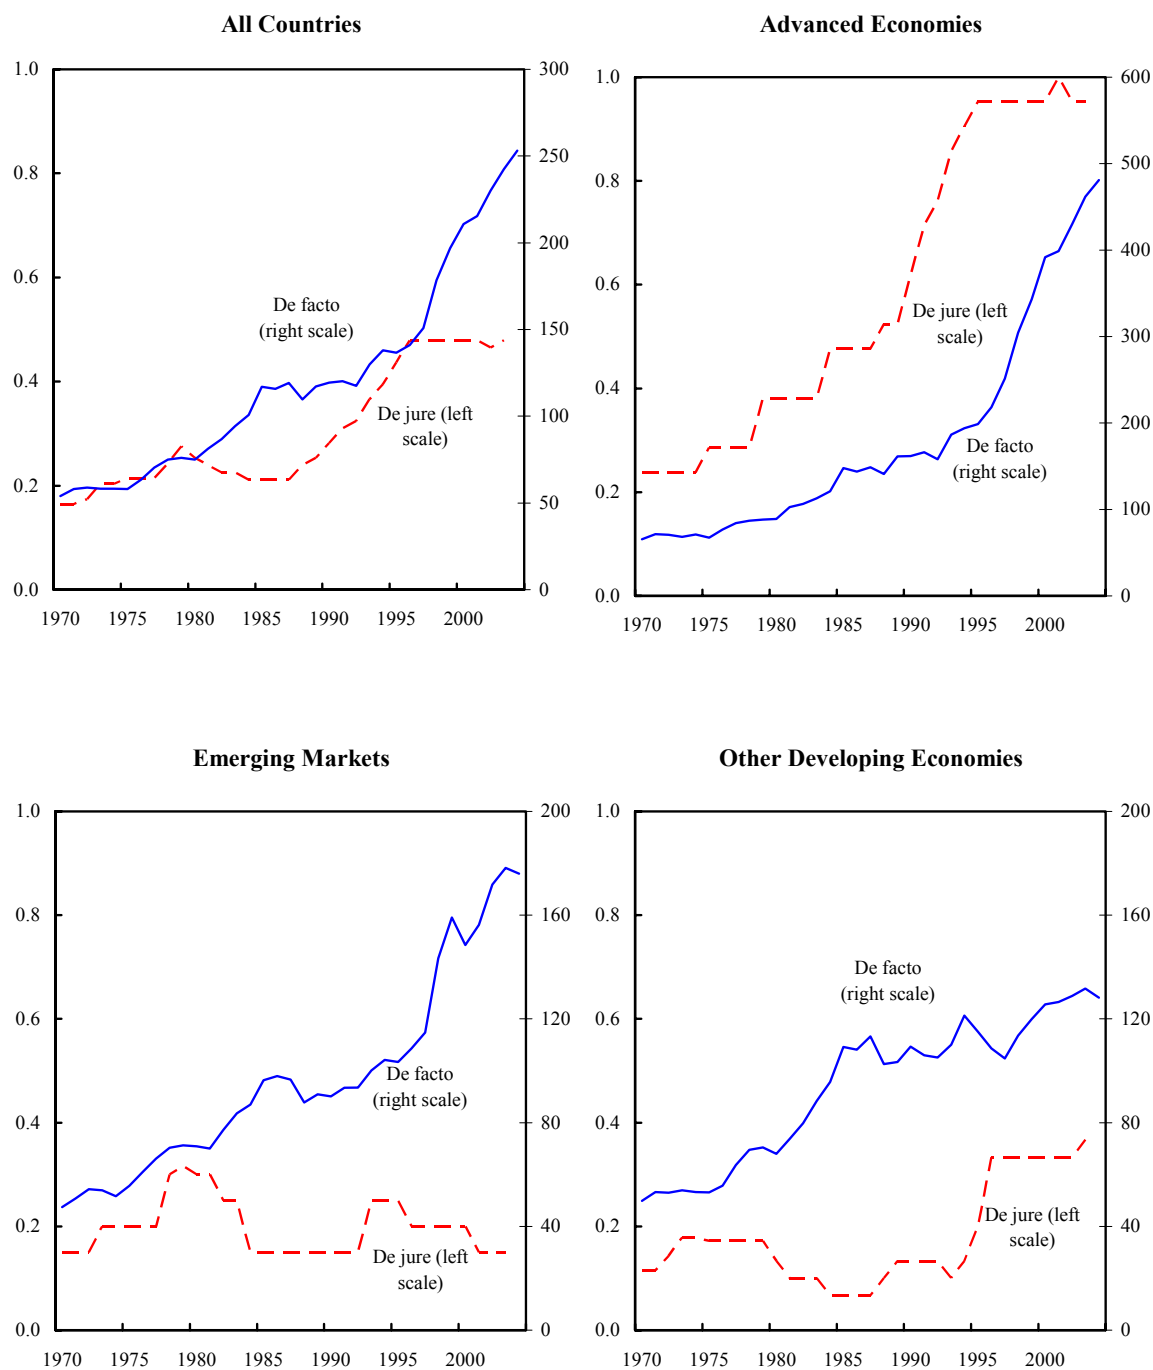 All Countries
Advanced Economies
1.0
0.8
0.6
0.4
0.2
0.0
300
250
200
150
100
50
0
De facto
(right scale)
De jure (left
scale)
1970 1975 1980 1985 1990 1995 2000
1.0
0.8
0.6
0.4
0.2
0.0
600
500
400
300
200
100
0
De jure (left
scale)
De facto
(right scale)
1970 1975 1980 1985 1990 1995 2000
Emerging Markets
Other Developing Economies
1.0
0.8
0.6
0.4
0.2
0.0
200
160
120
80
40
0
De facto
(right scale)
De jure (left
scale)
1970 1975 1980 1985 1990 1995 2000
1.0
0.8
0.6
0.4
0.2
0.0
200
160
120
80
40
0
De facto
(right scale)
De jure (left
scale)
1970 1975 1980 1985 1990 1995 2000